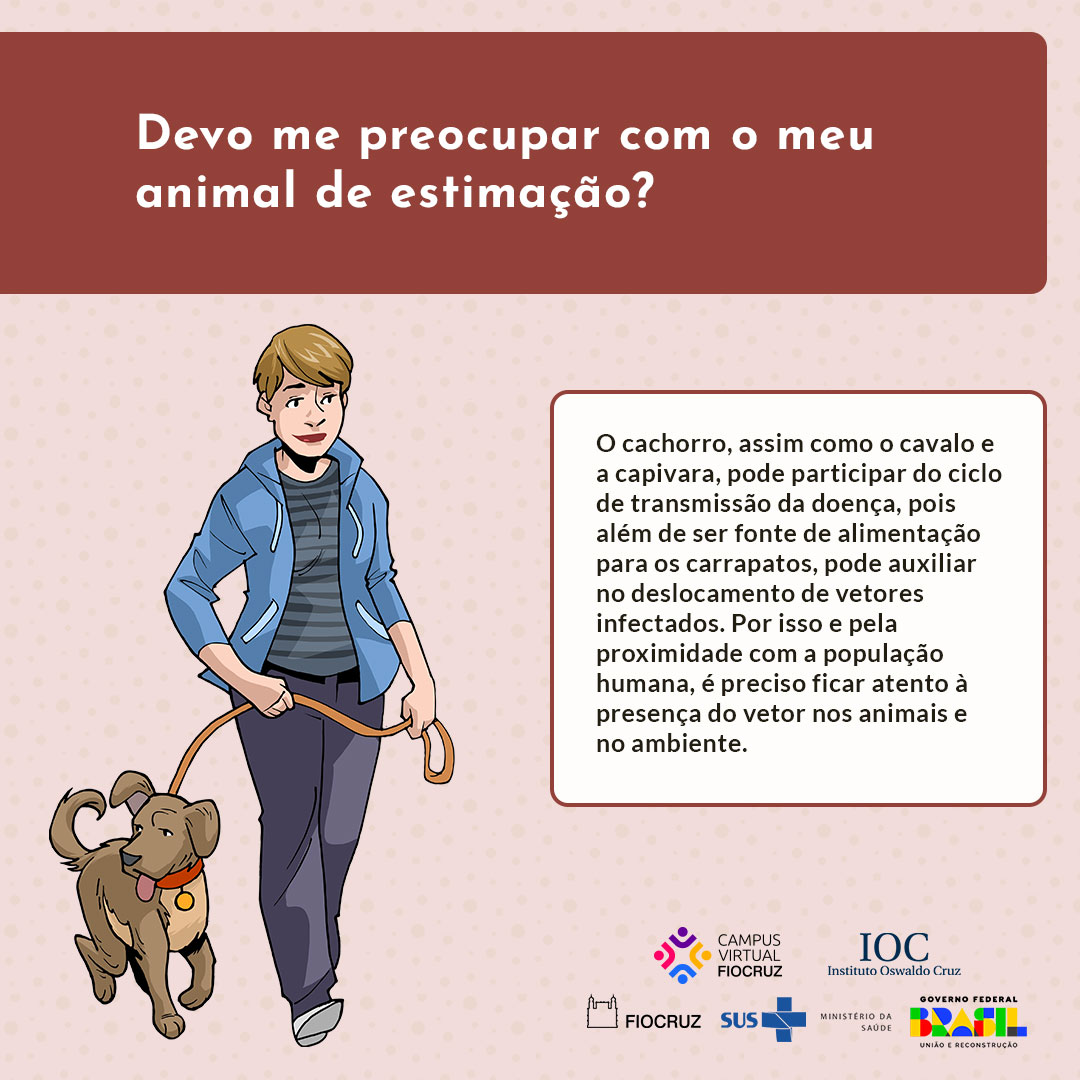 Devo me preocupar com o meu
animal de estimação?
O cachorro, assim como o cavalo e
a capivara, pode participar do ciclo
de transmissão da doença, pois
além de ser fonte de alimentação
para os carrapatos, pode auxiliar
no deslocamento de vetores
infectados. Por isso e pela
proximidade com a população
humana, é preciso ficar atento à
presença do vetor nos animais e
no ambiente.
CAMPUS
VIRTUAL
FIOCRUZ
IOC
Instituto Oswaldo Cruz
FIOCRUZ
SUS
MINISTÉRIO DA
SAÚDE
GOVERNO FEDERAL
BRASIL
UNIÃO E RECONSTRUÇÃO